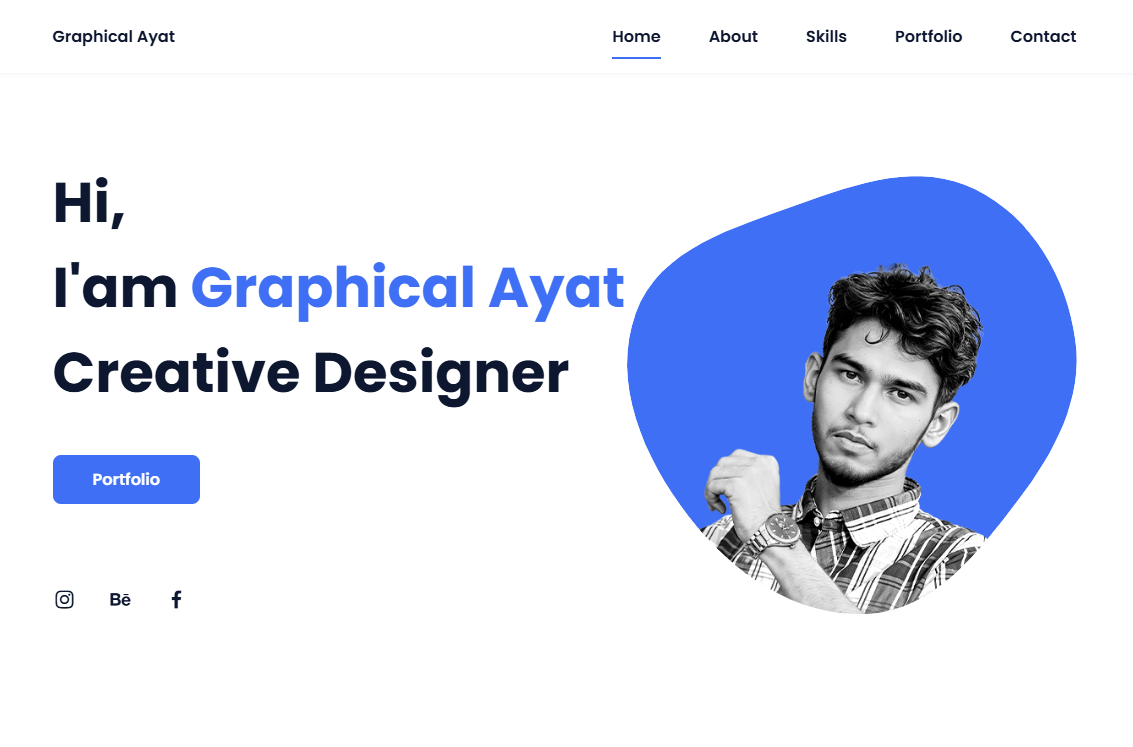 Graphical Ayat
Home About Skills Portfolio Contact
Hi,
I'am Graphical Ayat
Creative Designer
Portfolio
Bē